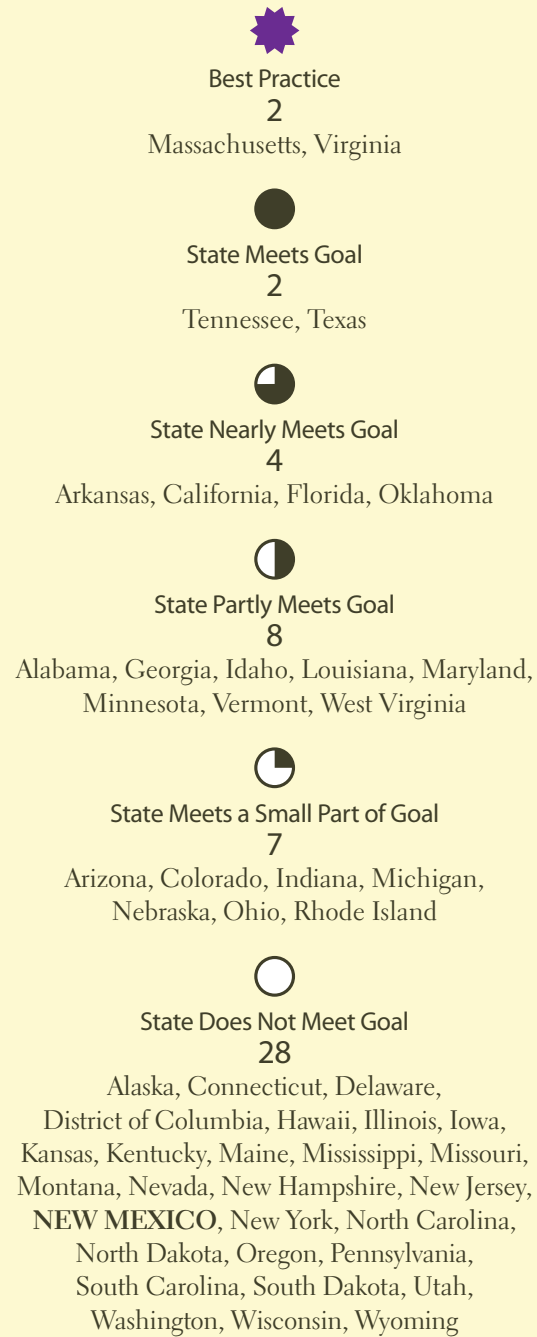 Best Practice
2
Massachusetts, Virginia
State Meets Goal
2
Tennessee, Texas
State Nearly Meets Goal
4
Arkansas, California, Florida, Oklahoma
State Partly Meets Goal
8
Alabama, Georgia, Idaho, Louisiana, Maryland,
Minnesota, Vermont, West Virginia
State Meets a Small Part of Goal
7
Arizona, Colorado, Indiana, Michigan,
Nebraska, Ohio, Rhode Island
State Does Not Meet Goal
28
Alaska, Connecticut, Delaware,
District of Columbia, Hawaii, Illinois, Iowa,
Kansas, Kentucky, Maine, Mississippi, Missouri,
Montana, Nevada, New Hampshire, New Jersey,
NEW MEXICO, New York, North Carolina,
North Dakota, Oregon, Pennsylvania,
South Carolina, South Dakota, Utah,
Washington, Wisconsin, Wyoming